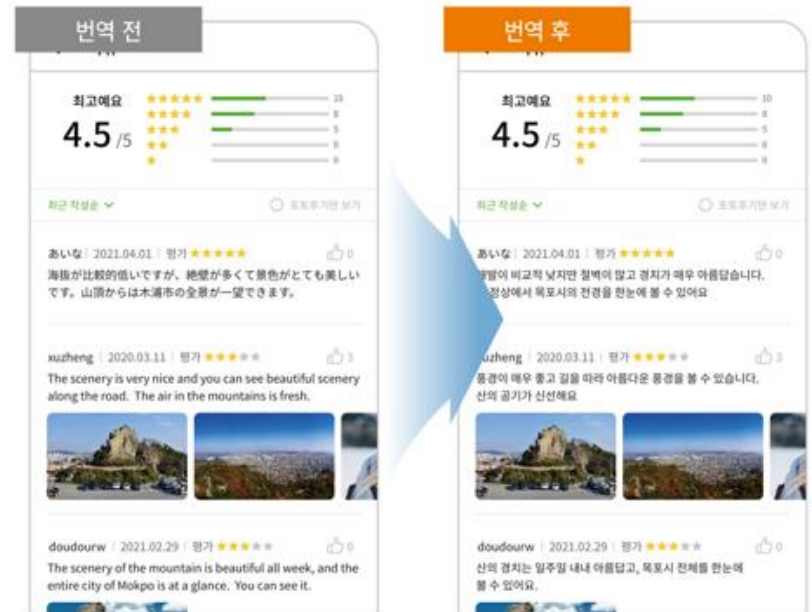 번역 전
최고예요
4.5 /5
10
8
5
0
0
최근 작성순
포토후기만 보기
あいな 2021.04.01 평가 0
海抜が比較的低いですが、絶壁が多くて景色がとても美しい
です。山頂からは木浦市の全景が一望できます。
xuzheng 2020.03.11 평가 3
The scenery is very nice and you can see beautiful scenery
along the road. The air in the mountains is fresh.
doudourw 2021.02.29 평가 0
The scenery of the mountain is beautiful all week, and the
entire city of Mokpo is at a glance. You can see it.
번역 후
최고예요
4.5 /5
10
8
5
0
0
최근 작성순
포토후기만 보기
あいな 2021.04.01 평가 0
비교적 낮지만 절벽이 많고 경치가 매우 아름답습니다.
정상에서 목포시의 전경을 한눈에 볼 수 있어요
xuzheng 2020.03.11 평가 3
풍경이 매우 좋고 길을 따라 아름다운 풍경을 볼 수 있습니다.
산의 공기가 신선해요
doudourw 2021.02.29 평가 0
산의 경치는 일주일 내내 아름답고, 목포시 전체를 한눈에
볼 수 있어요.